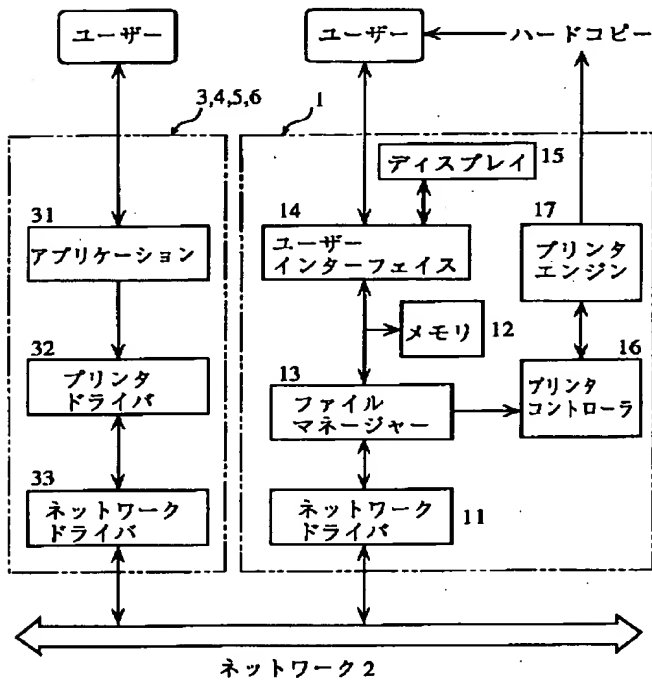 ユーザー
ユーザー
ハードコピー
3,4,5,6
1
ディスプレイ
15
31
アプリケーション
14
ユーザー
インターフェイス
17
プリンタ
エンジン
メモリ
12
32
プリンタ
ドライバ
13
ファイル
マネージャー
16
プリンタ
コントローラ
33
ネットワーク
ドライバ
ネットワーク
ドライバ
11
ネットワーク2